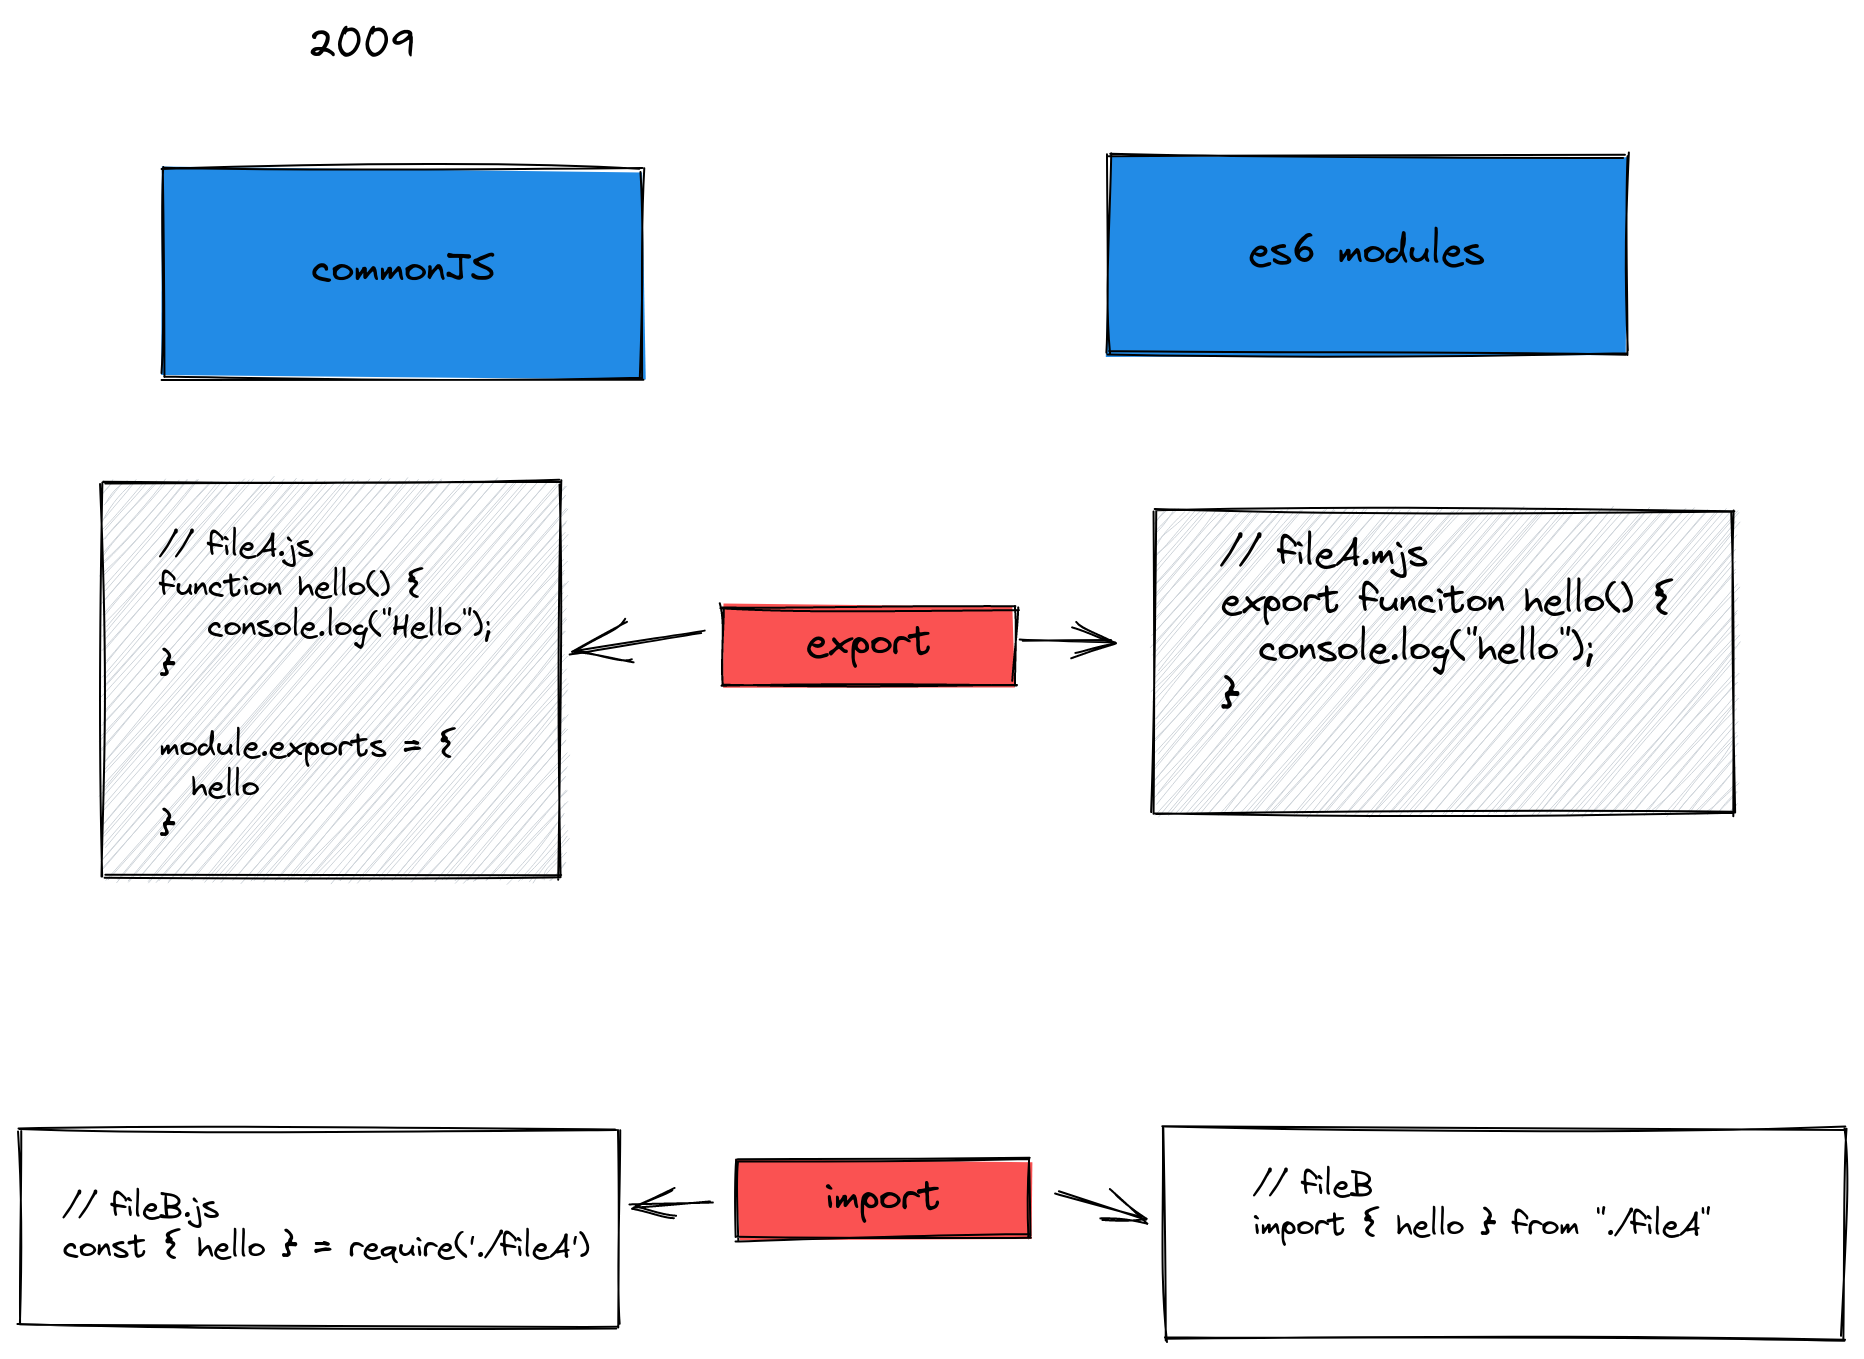 2009
commonJS
es6 modules
// fileA.js
function hello() {
console.log("Hello");
}
module.exports = {
hello
}
export
// fileA.mjs
export funciton hello() {
console.log("hello");
}
// fileB.js
const { hello } = require('./fileA')
import
// fileB
import { hello } from "./fileA"